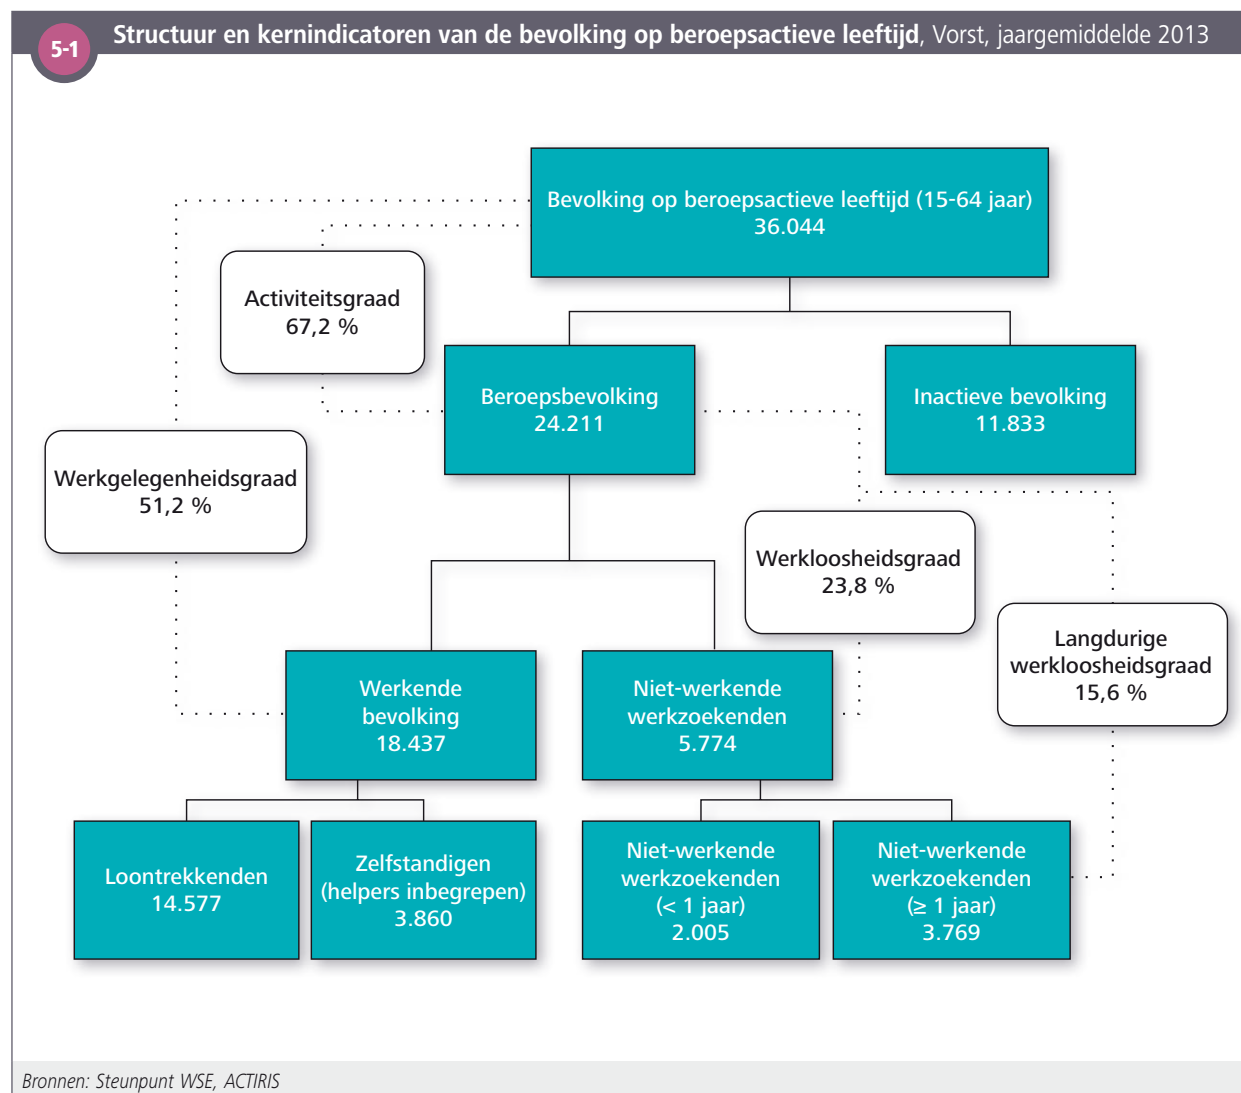 5-1
Structuur en kernindicatoren van de bevolking op beroepsactieve leeftijd, Vorst, jaargemiddelde 2013
Bevolking op beroepsactieve leeftijd (15-64 jaar)
36.044
Activiteitsgraad
67,2 %
Beroepsbevolking
24.211
Inactieve bevolking
11.833
Werkgelegenheidsgraad
51,2 %
Werkloosheidsgraad
23,8 %
Langdurige
werkloosheidsgraad
15,6 %
Werkende
bevolking
18.437
Niet-werkende
werkzoekenden
5.774
Loontrekkenden
14.577
Zelfstandigen
(helpers inbegrepen)
3.860
Niet-werkende
werkzoekenden
(< 1 jaar)
2.005
Niet-werkende
werkzoekenden
(≥ 1 jaar)
3.769
Bronnen: Steunpunt WSE, ACTIRIS